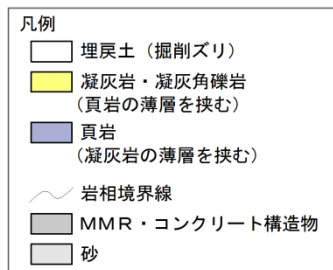 凡例
埋戻土（掘削ズリ）
凝灰岩・凝灰角礫岩
（頁岩の薄層を挟む）
頁岩
（凝灰岩の薄層を挟む）
岩相境界線
ＭＭＲ・コンクリート構造物
砂